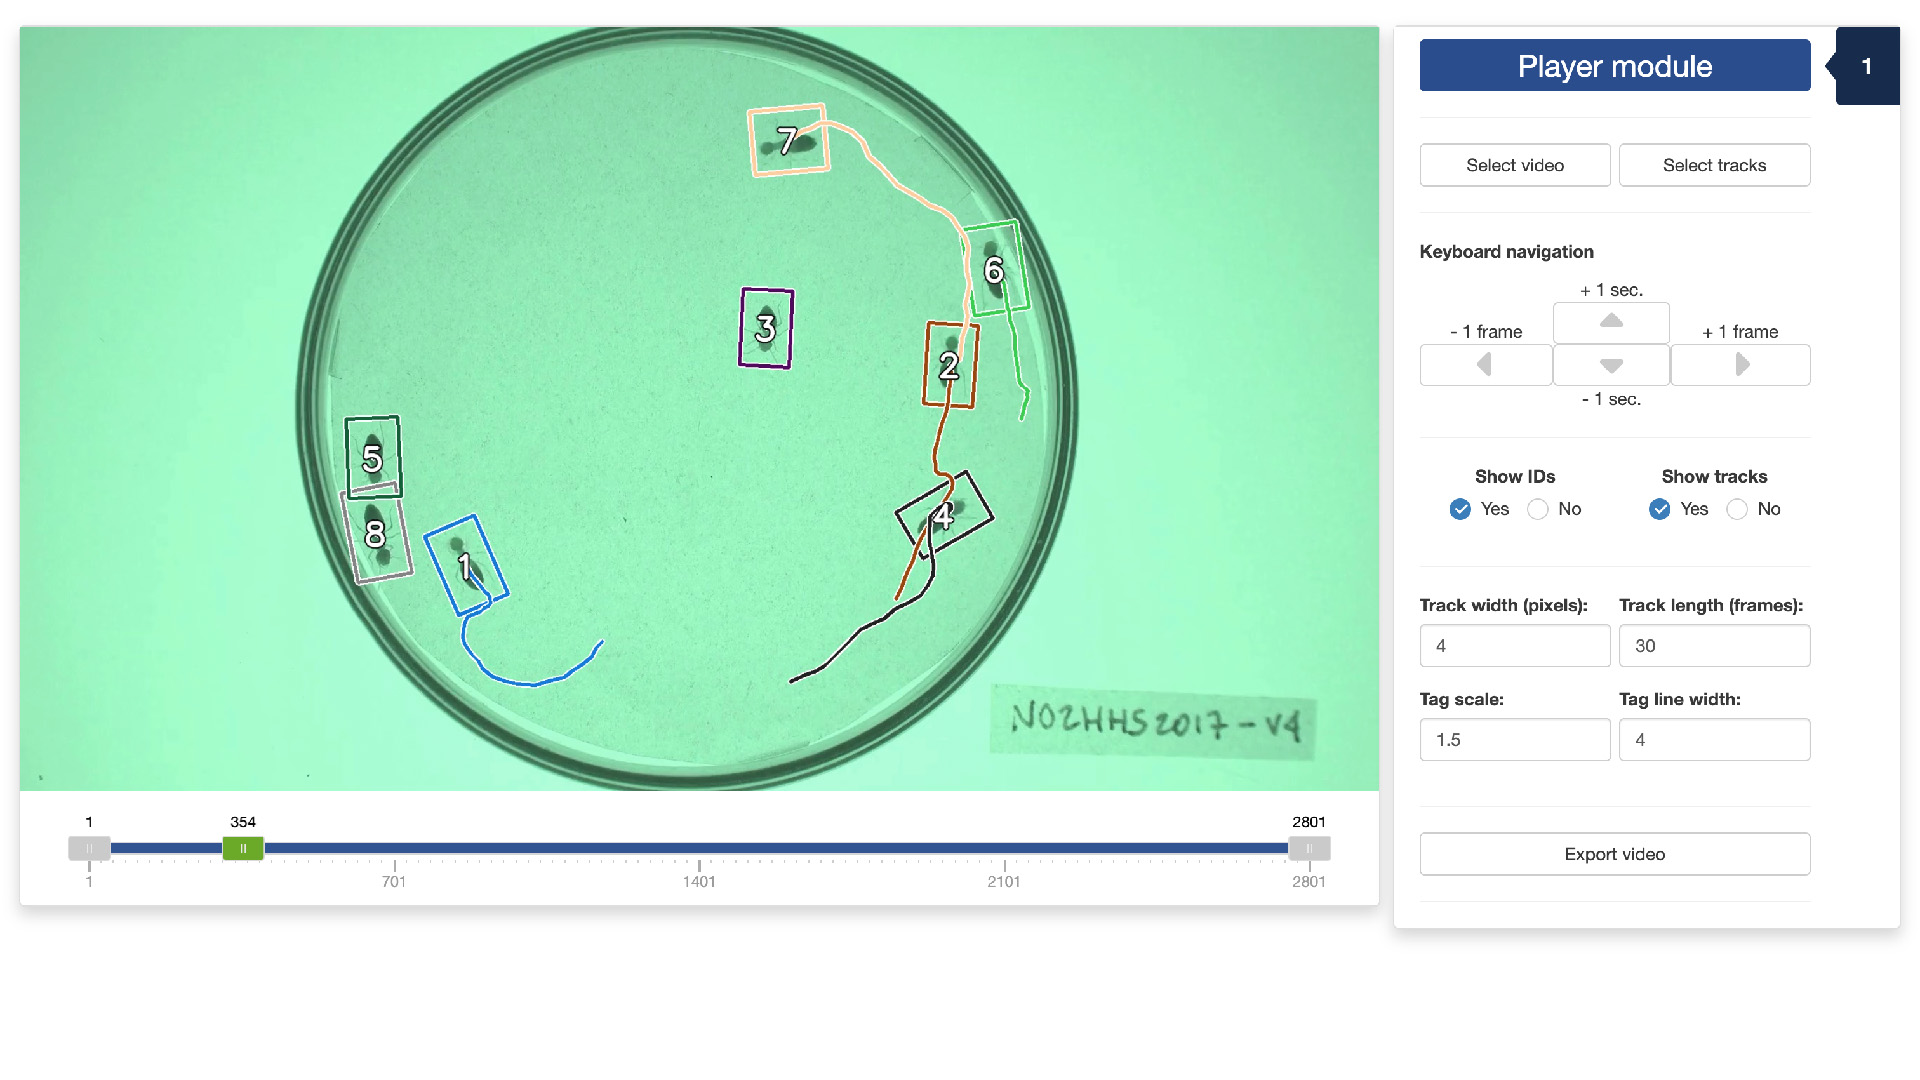 7
6
3
2
5
4
8
1
NO2HHS2017-V4
1
354
2801
1
701
1401
2101
2801
Player module
1
Select video
Select tracks
Keyboard navigation
+ 1 sec.
- 1 frame
+ 1 frame
- 1 sec.
Show IDs
Show tracks
Yes
No
Yes
No
Track width (pixels):
Track length (frames):
4
30
Tag scale:
Tag line width:
1.5
4
Export video